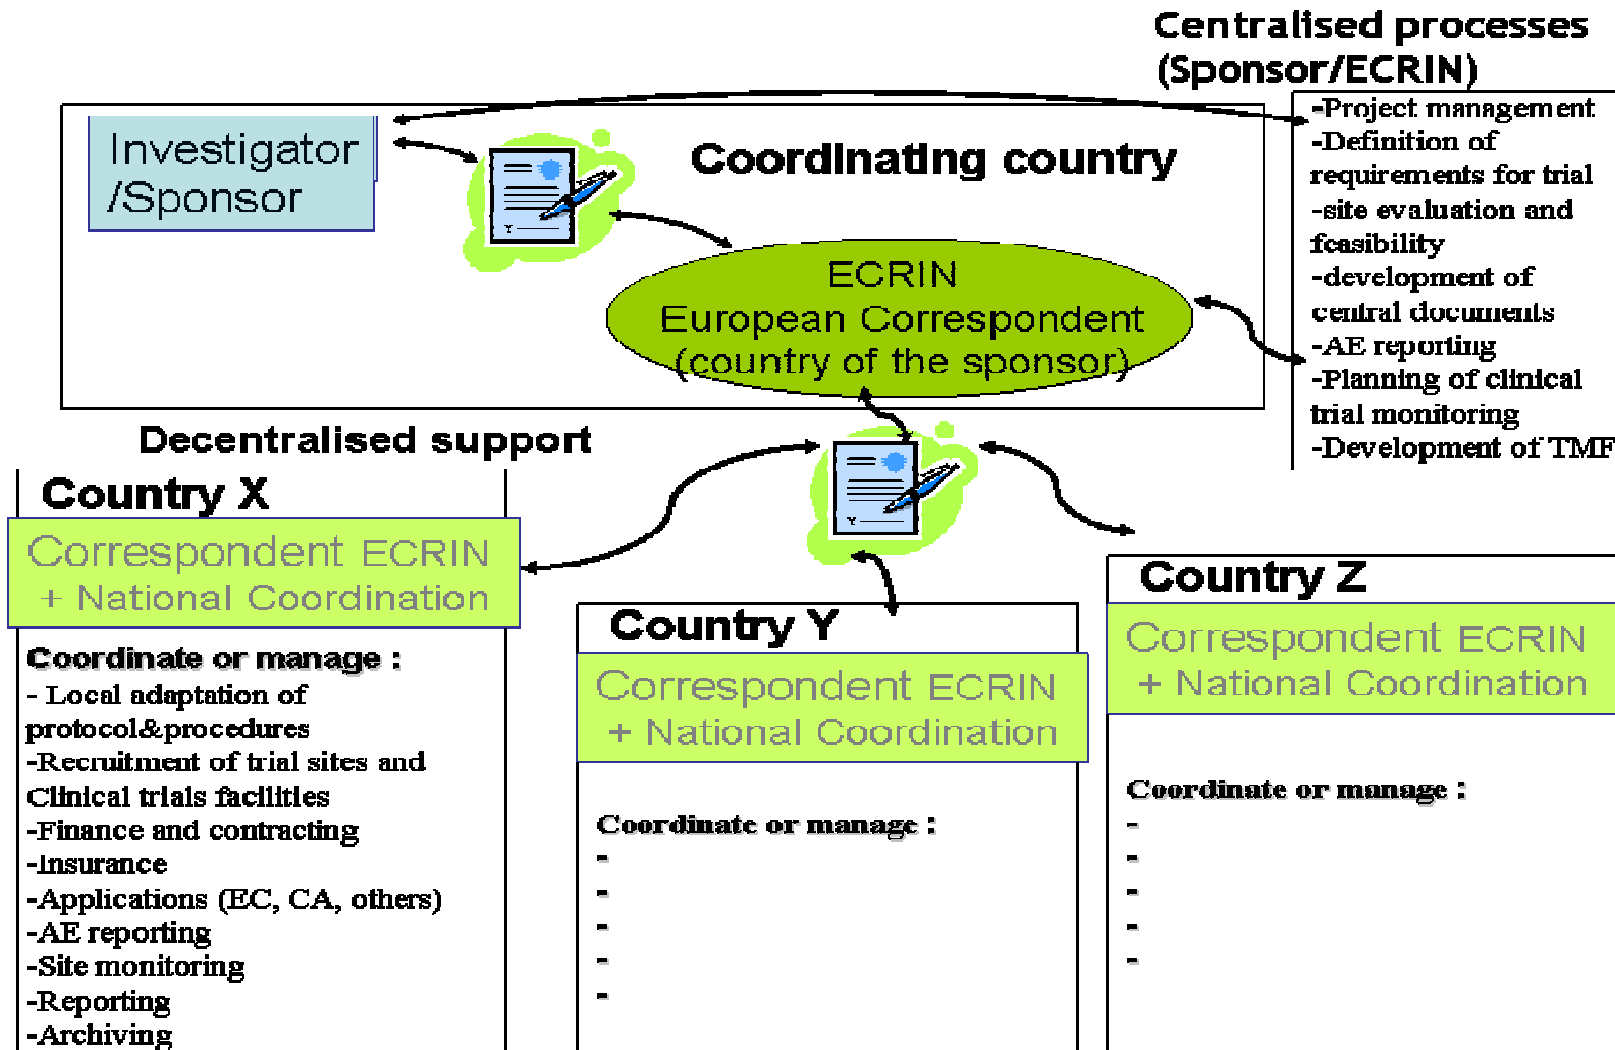 Centralised processes
(Sponsor/ECRIN)
-Project management
-Definition of
requirements for trial
-site evaluation and
feasibility
-development of
central documents
-AE reporting
-Planning of clinical
trial monitoring
-Development of TMF
Investigator
/Sponsor
Coordinating country
ECRIN
European Correspondent
(country of the sponsor)
Decentralised support
Country X
Correspondent ECRIN
+ National Coordination
Coordinate or manage :
- Local adaptation of
protocol&procedures
-Recruitment of trial sites and
Clinical trials facilities
-Finance and contracting
-Insurance
-Applications (EC, CA, others)
-AE reporting
-Site monitoring
-Reporting
-Archiving
Country Y
Correspondent ECRIN
+ National Coordination
Coordinate or manage :
-
-
-
-
-
Country Z
Correspondent ECRIN
+ National Coordination
Coordinate or manage :
-
-
-
-
-